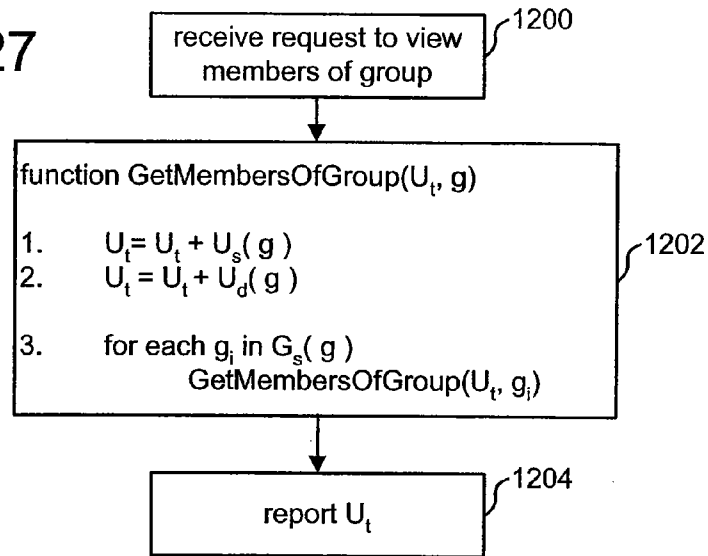 27
receive request to view
members of group
1200
function GetMembersOfGroup(Uₜ, g)
1. Uₜ= Uₜ + Uₛ( g )
2. Uₜ = Uₜ + U_d( g )
1202
3. for each gᵢ in Gₛ( g )
GetMembersOfGroup(Uₜ, gᵢ)
1204
report Uₜ